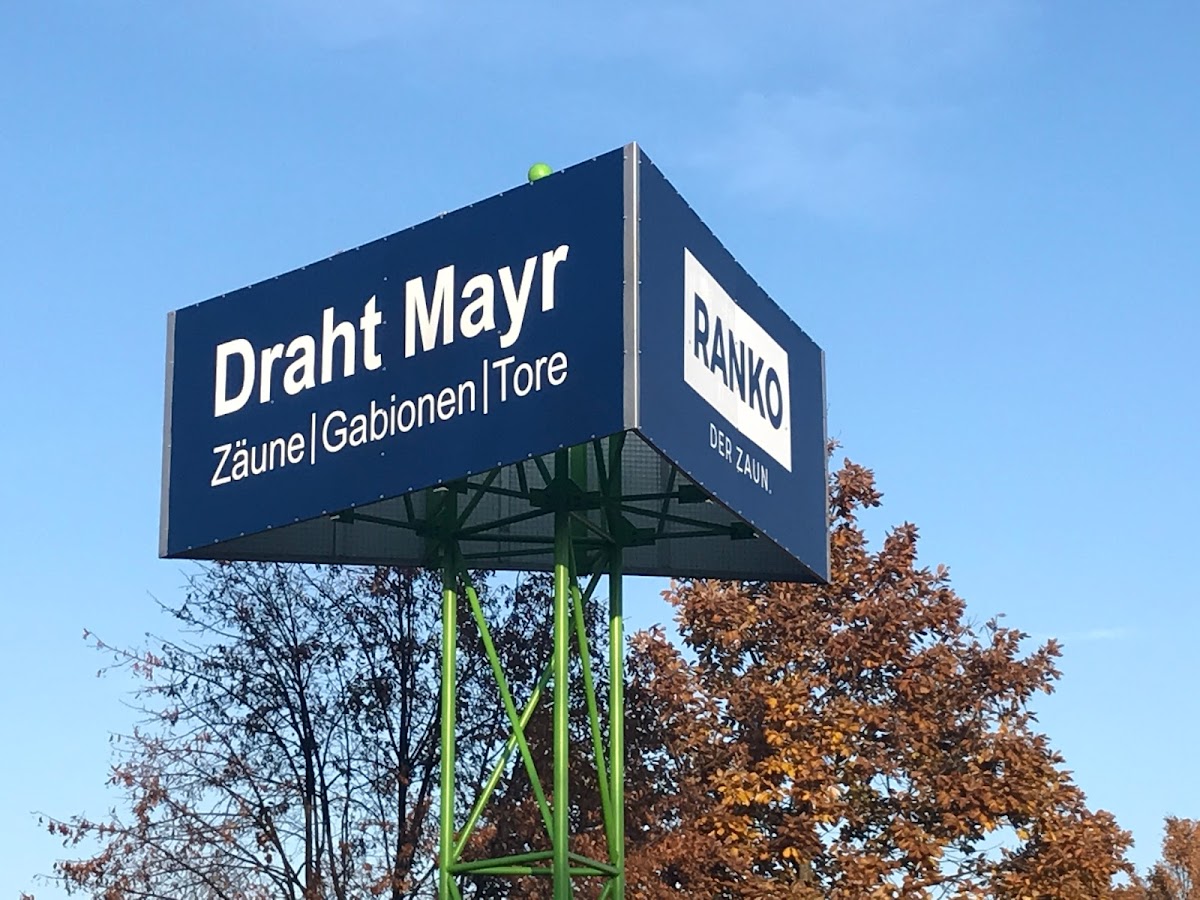 Draht Mayr
Zäune|Gabionen|Tore
RANKO
DER ZAUN.